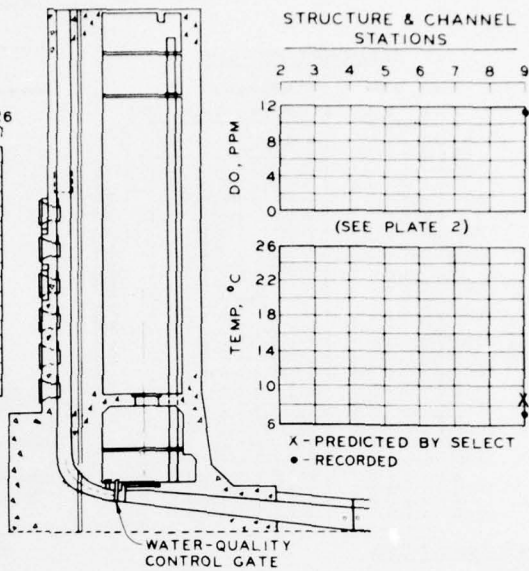 STRUCTURE & CHANNEL
STATIONS
2 3 4 5 6 7 8 9
26
DO, PPM
12
8
4
0
(SEE PLATE 2)
TEMP, °C
26
22
18
14
10
6
X - PREDICTED BY SELECT
● - RECORDED
WATER-QUALITY
CONTROL GATE